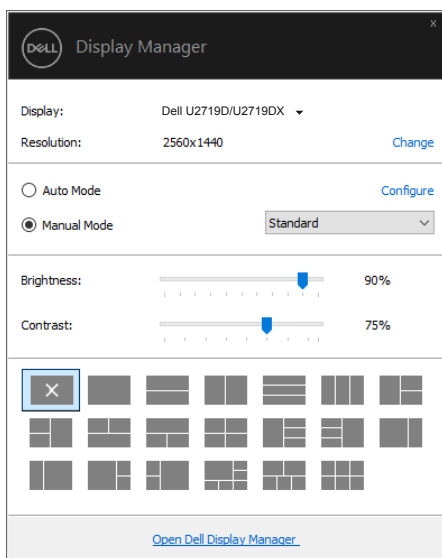 x
DELL Display Manager
Display: Dell U2719D/U2719DX
Resolution: 2560x1440 Change
Auto Mode Configure
Manual Mode Standard
Brightness: 90%
Contrast: 75%
Open Dell Display Manager